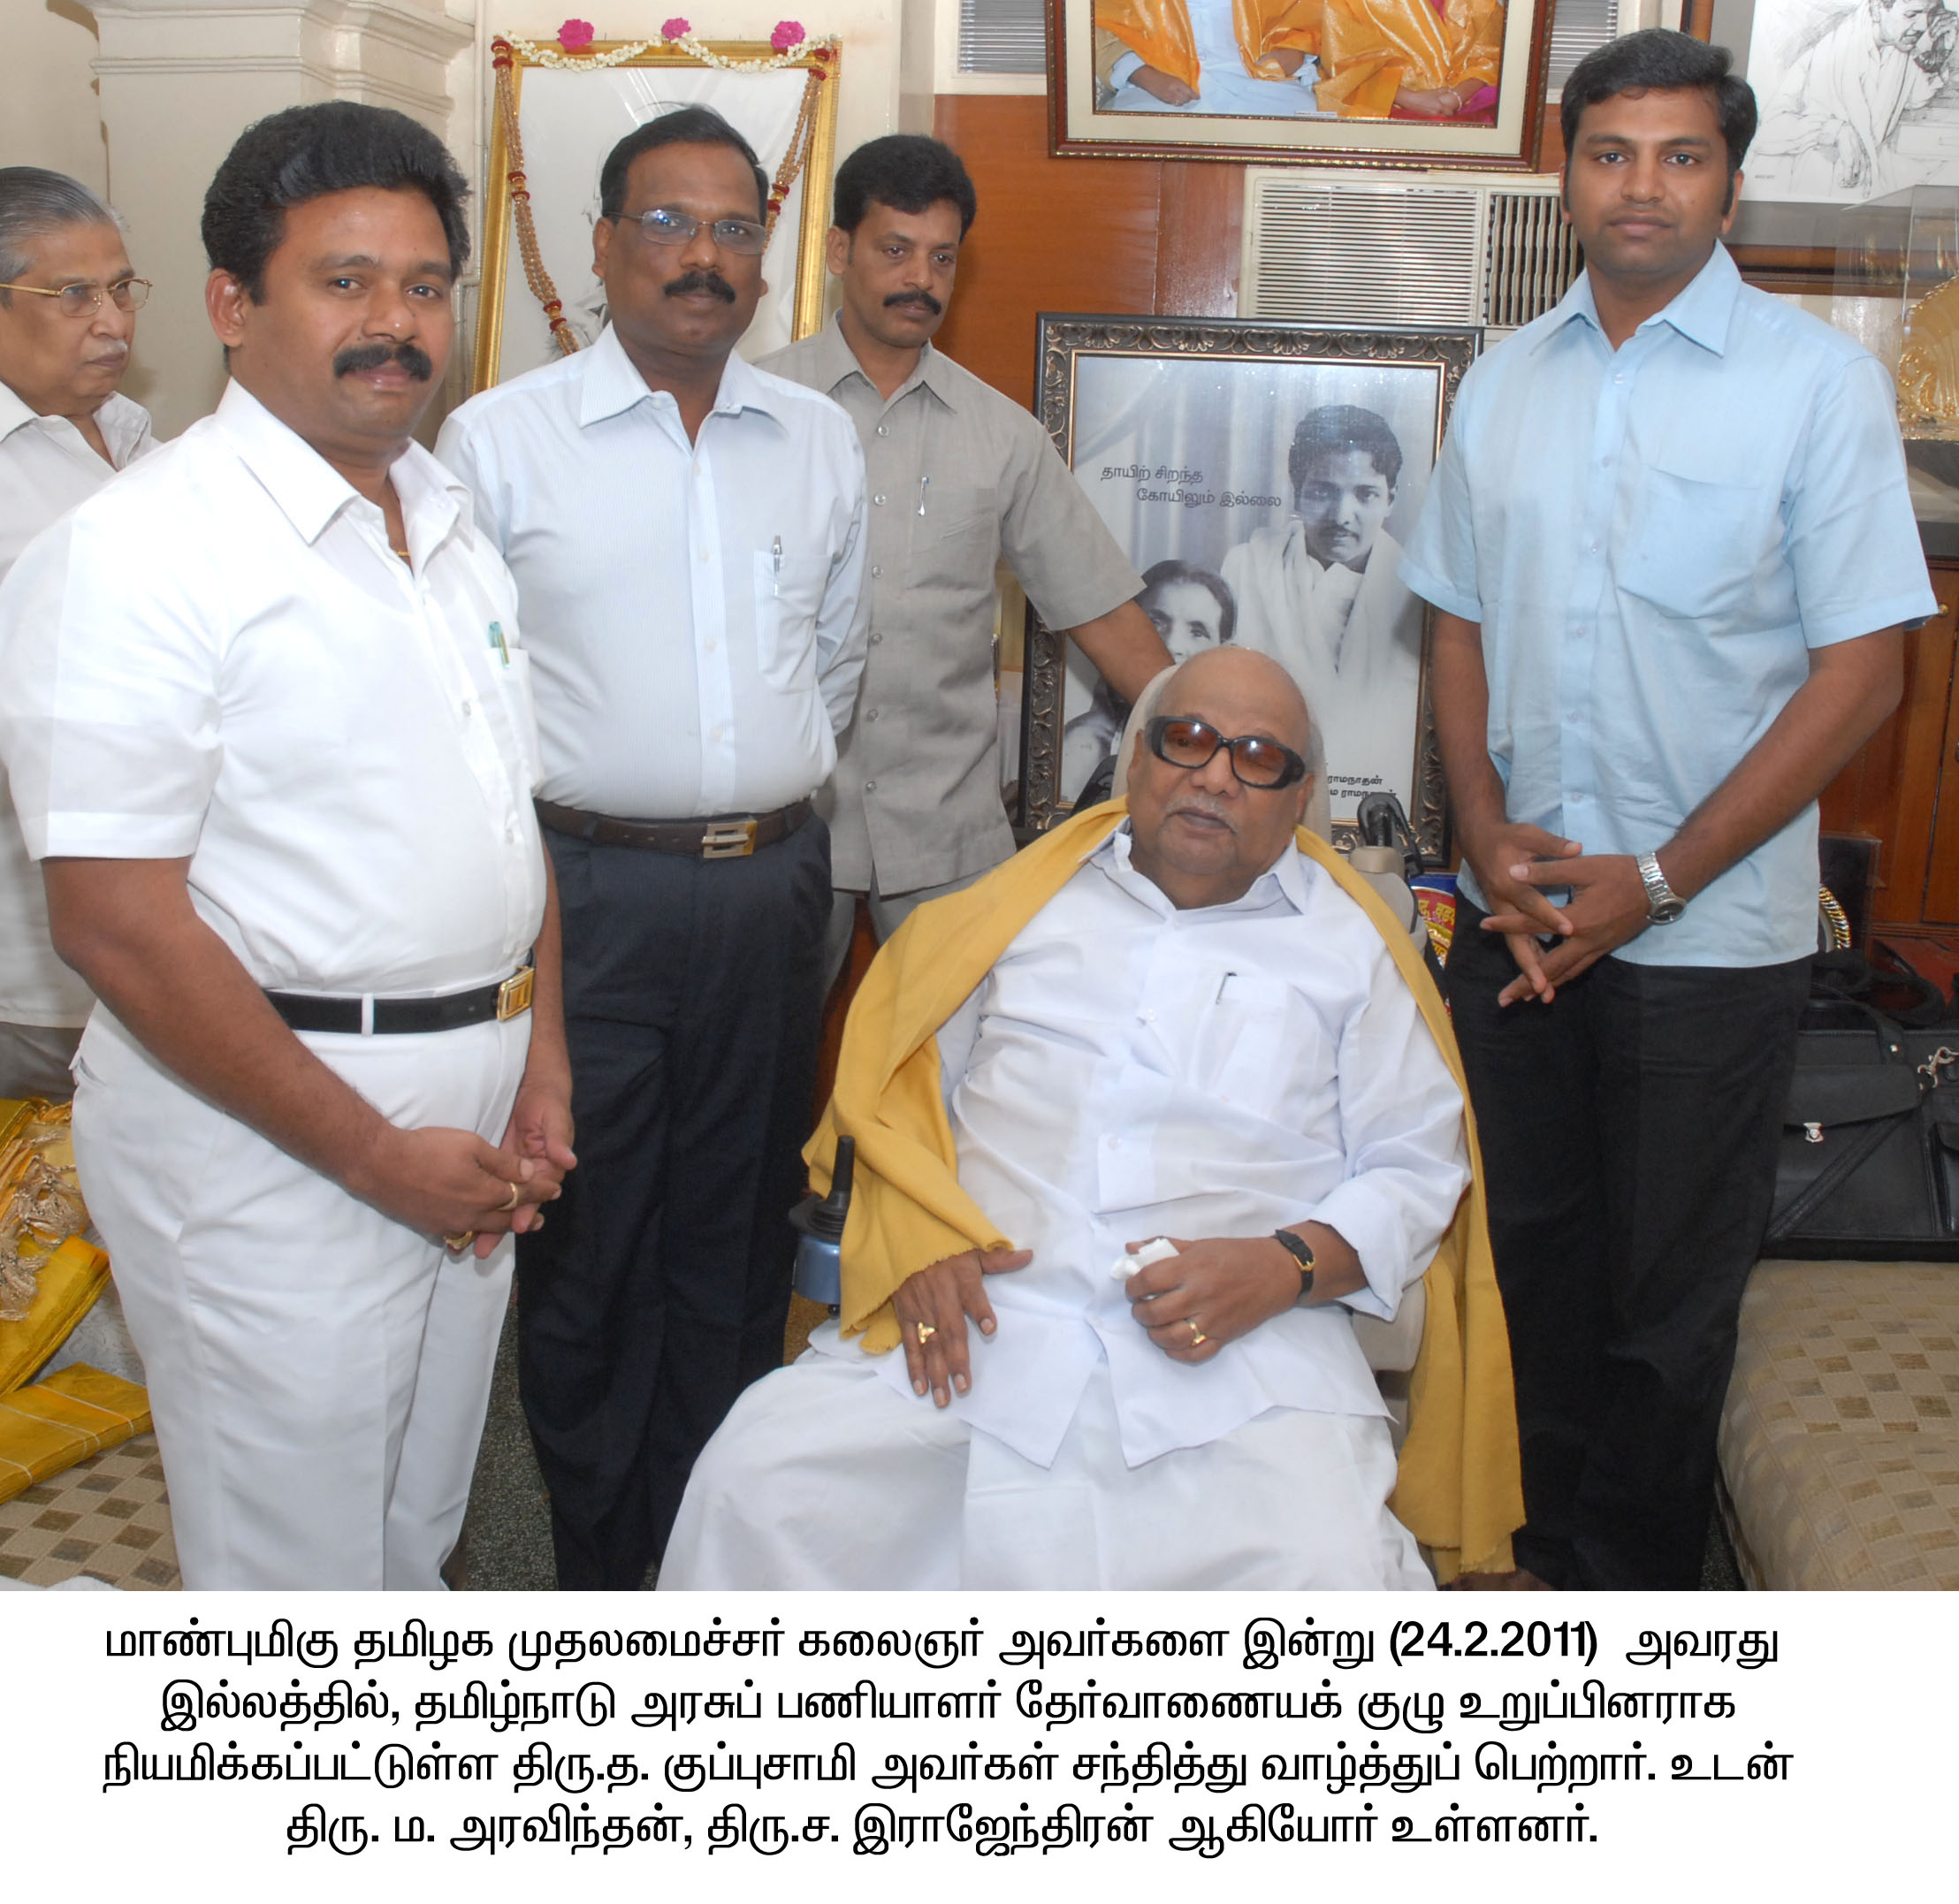 தாயிற் சிறந்த
கோயிலும் இல்லை
ராமநாதன்
மாண்புமிகு தமிழக முதலமைச்சர் கலைஞர் அவர்களை இன்று (24.2.2011) அவரது
இல்லத்தில், தமிழ்நாடு அரசுப் பணியாளர் தேர்வாணையக் குழு உறுப்பினராக
நியமிக்கப்பட்டுள்ள திரு.த. குப்புசாமி அவர்கள் சந்தித்து வாழ்த்துப் பெற்றார். உடன்
திரு. ம. அரவிந்தன், திரு.ச. இராஜேந்திரன் ஆகியோர் உள்ளனர்.